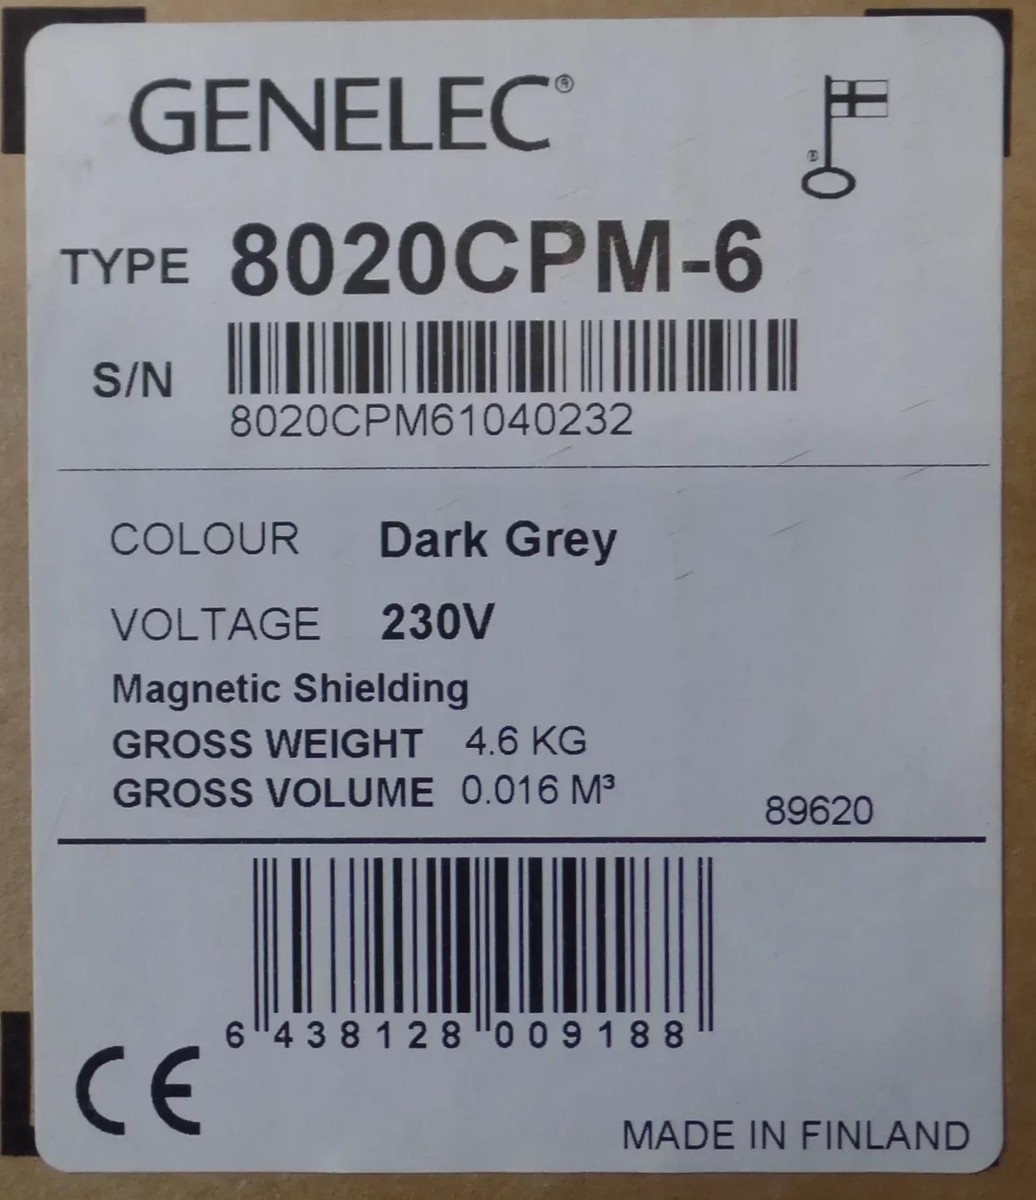 GENELEC®
®
TYPE 8020CPM-6
S/N
8020CPM61040232
COLOUR Dark Grey
VOLTAGE 230V
Magnetic Shielding
GROSS WEIGHT 4.6 KG
GROSS VOLUME 0.016 M³
89620
6 438128 009188
CE
MADE IN FINLAND